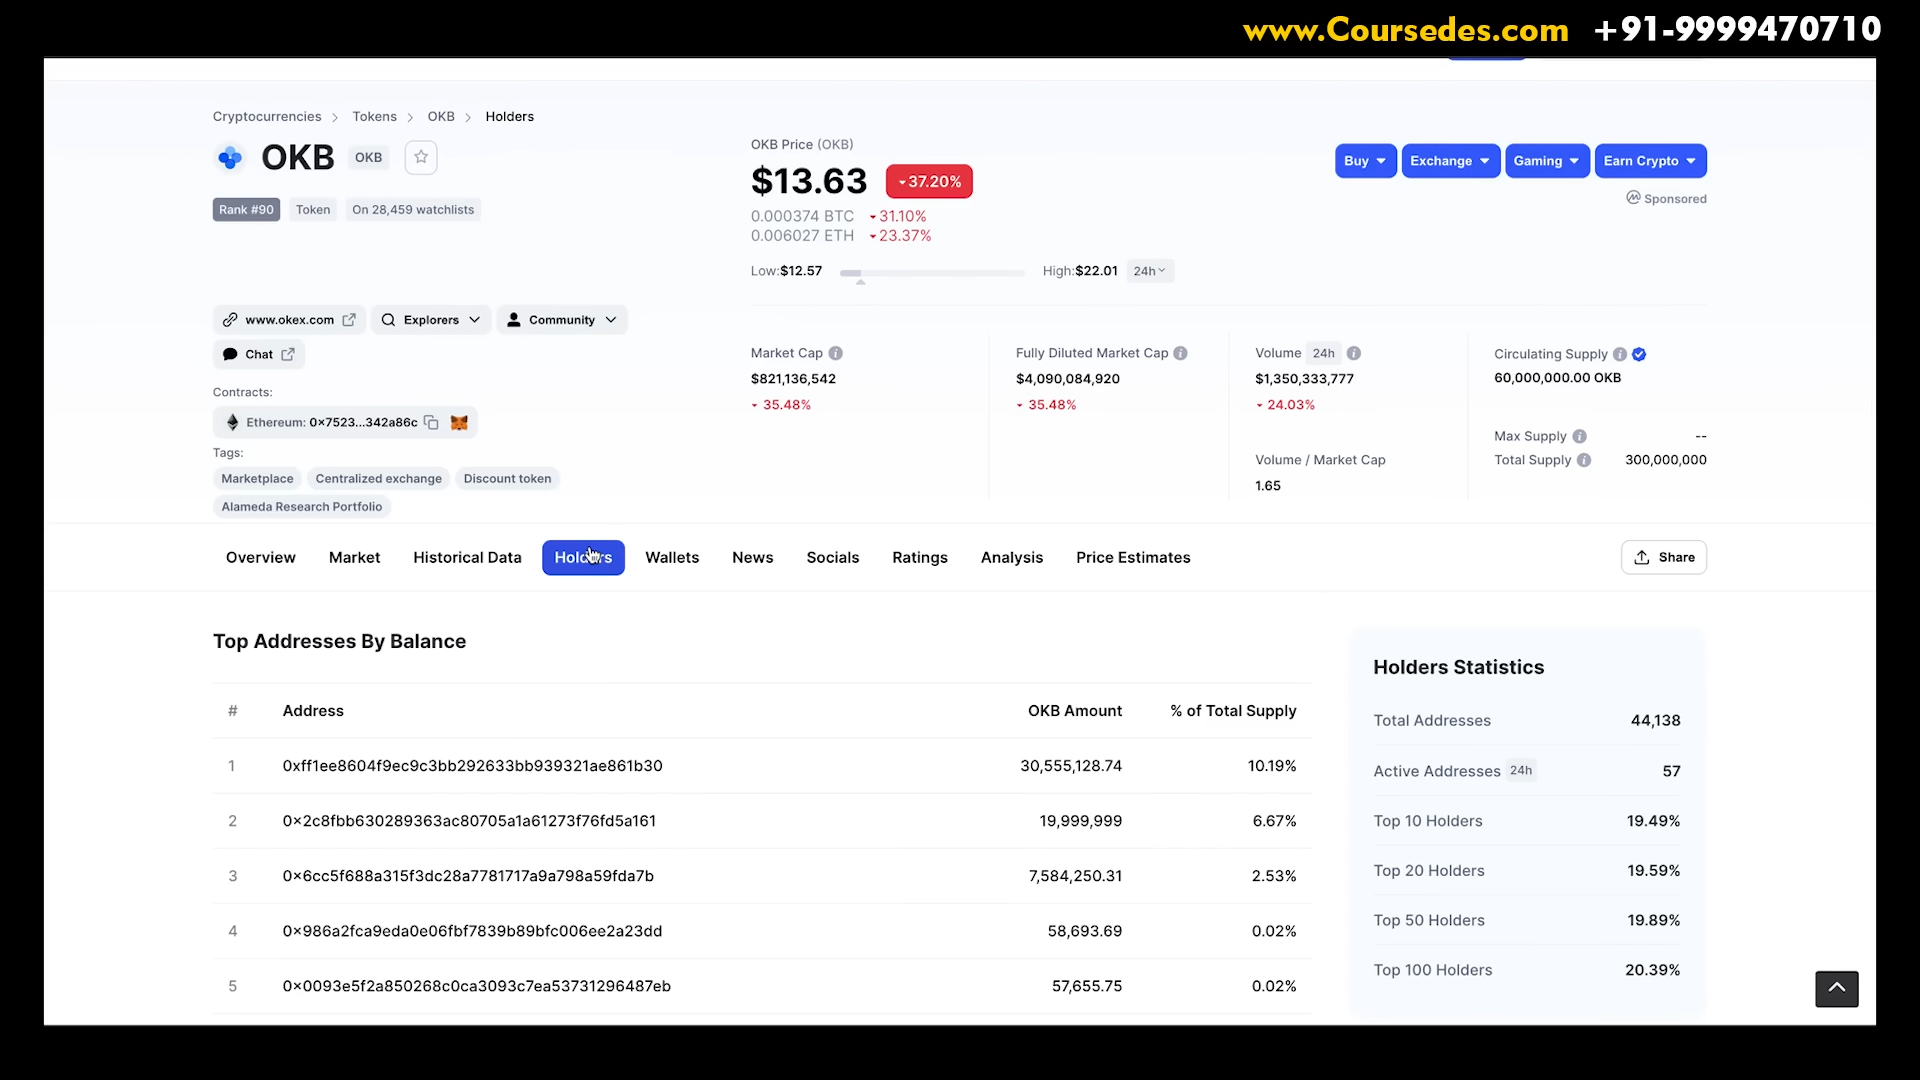 www.Coursedes.com +91-9999470710
Cryptocurrencies > Tokens > OKB > Holders
OKB OKB
Rank #90 Token On 28,459 watchlists
OKB Price (OKB)
$13.63 37.20%
0.000374 BTC 31.10%
0.006027 ETH 23.37%
Low:$12.57 High:$22.01 24h
Buy Exchange Gaming Earn Crypto
Sponsored
www.okex.com Explorers Community
Chat
Contracts:
Ethereum: 0x7523...342a86c
Tags:
Marketplace Centralized exchange Discount token
Alameda Research Portfolio
Market Cap
$821,136,542
35.48%
Fully Diluted Market Cap
$4,090,084,920
35.48%
Volume 24h
$1,350,333,777
24.03%
Volume / Market Cap
1.65
Circulating Supply
60,000,000.00 OKB
Max Supply --
Total Supply 300,000,000
Overview Market Historical Data Holders Wallets News Socials Ratings Analysis Price Estimates Share
Top Addresses By Balance
# Address OKB Amount % of Total Supply
1 0xff1ee8604f9ec9c3bb292633bb939321ae861b30 30,555,128.74 10.19%
2 0x2c8fbb630289363ac80705a1a61273f76fd5a161 19,999,999 6.67%
3 0x6cc5f688a315f3dc28a7781717a9a798a59fda7b 7,584,250.31 2.53%
4 0x986a2fca9eda0e06fbf7839b89bfc006ee2a23dd 58,693.69 0.02%
5 0x0093e5f2a850268c0ca3093c7ea53731296487eb 57,655.75 0.02%
Holders Statistics
Total Addresses 44,138
Active Addresses 24h 57
Top 10 Holders 19.49%
Top 20 Holders 19.59%
Top 50 Holders 19.89%
Top 100 Holders 20.39%